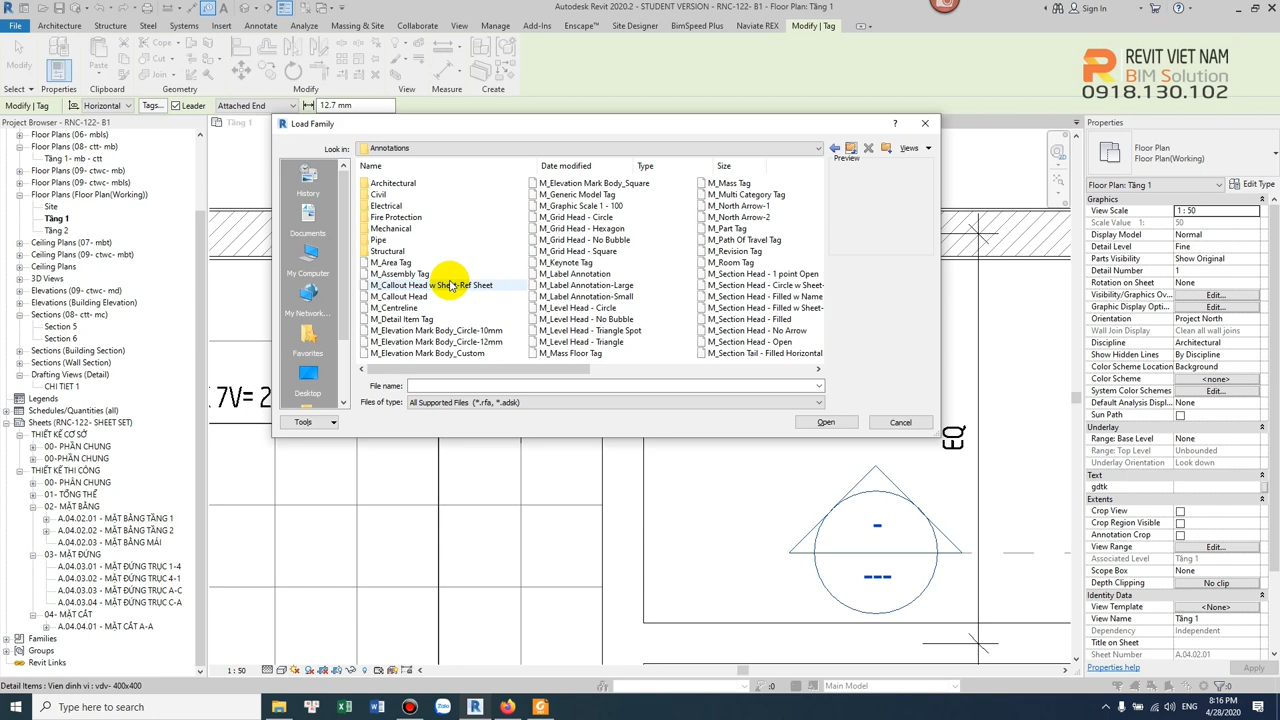 Autodesk Revit 2020.2 - STUDENT VERSION - RNC-122- B1 - Floor Plan: Tầng 1
Sign In
File
Architecture
Structure
Steel
Systems
Insert
Annotate
Analyze
Massing & Site
Collaborate
View
Manage
Add-Ins
Enscape™
Site Designer
BimSpeed Plus
Naviate REX
Modify | Tag
Modify
Paste
Cope
Cut
Join
Select
Properties
Clipboard
Geometry
Modify
View
Measure
Create
REVIT VIET NAM
BIM Solution
0918.130.102
Modify | Tag
Horizontal
Tags...
Leader
Attached End
12.7 mm
Project Browser - RNC-122- B1
Floor Plans (06 - mbls)
Floor Plans (08 - ctt)
Tầng 1- mb - ctt
Floor Plans (08- mb)
Floor Plans (09 - ctwc- mb)
Floor Plans (Floor Plan(Working))
Site
Tầng 1
Tầng 2
Ceiling Plans (07- mbt)
Ceiling Plans (09- ctwc- mbt)
Ceiling Plans
3D Views
Elevations (09- ctwc- md)
Elevations (Building Elevation)
Sections (06 - ctt- mc)
Section 5
Section 6
Sections (Building Section)
Sections (Wall Section)
Drafting Views (Detail)
CHI TIET 1
Legends
Schedules/Quantities (all)
Sheets (RNC-122- SHEET SET)
THIẾT KẾ CƠ SỞ
00- PHẦN CHUNG
00-PHẦN CHUNG
THIẾT KẾ THI CÔNG
00- PHẦN CHUNG
01- TỔNG THỂ
02- MẶT BẰNG
A.04.02.01 - MẶT BẰNG TẦNG 1
A.04.02.02 - MẶT BẰNG TẦNG 2
A.04.02.03 - MẶT BẰNG MÁI
03- MẶT ĐỨNG
A.04.03.01 - MẶT ĐỨNG TRỤC 1-4
A.04.03.02 - MẶT ĐỨNG TRỤC 4-1
A.04.03.03 - MẶT ĐỨNG TRỤC A-C
A.04.03.04 - MẶT ĐỨNG TRỤC C-A
04- MẶT CẮT
A.04.04.01 - MẶT CẮT A-A
Families
Groups
Revit Links
Tầng 1
Load Family
Look in:
Annotations
Views
Preview
History
Documents
My Computer
My Network...
Favorites
Desktop
Name
Date modified
Type
Size
Architectural
Civil
Electrical
Fire Protection
Mechanical
Pipe
Structural
M_Area Tag
M_Assembly Tag
M_Callout Head w Sheet-Ref Sheet
M_Callout Head
M_Centreline
M_Detail Item Tag
M_Elevation Mark Body_Circle-10mm
M_Elevation Mark Body_Circle-12mm
M_Elevation Mark Body_Custom
M_Elevation Mark Body_Square
M_Generic Model Tag
M_Graphic Scale 1 - 100
M_Grid Head - Circle
M_Grid Head - Hexagon
M_Grid Head - No Bubble
M_Grid Head - Square
M_Keynote Tag
M_Label Annotation
M_Label Annotation-Large
M_Label Annotation-Small
M_Level Head - Circle
M_Level Head - No Bubble
M_Level Head - Triangle Spot
M_Level Head - Triangle
M_Mass Floor Tag
M_Mass Tag
M_Multi Category Tag
M_North Arrow-1
M_North Arrow-2
M_Part Tag
M_Path Of Travel Tag
M_Revision Tag
M_Room Tag
M_Section Head - 1 point Open
M_Section Head - Circle w Sheet-
M_Section Head - Filled w Name
M_Section Head - Filled w Sheet-
M_Section Head - Filled
M_Section Head - No Arrow
M_Section Head - Open
M_Section Tail - Filled Horizontal
File name:
Files of type:
All Supported Files (*.rfa, *.adsk)
Tools
Open
Cancel
7V= 2
EQ
1 : 50
Properties
Floor Plan
Floor Plan(Working)
Floor Plan: Tầng 1
Edit Type
Graphics
View Scale
1 : 50
Scale Value 1:
50
Display Model
Normal
Detail Level
Medium
Parts Visibility
Show Original
Detail Number
1
Visibility/Graphics Ov...
Edit...
Graphic Display Optio...
Edit...
Orientation
Project North
Wall Join Display
Clean all wall joins
Discipline
Coordination
Show Hidden Lines
By Discipline
Color Scheme Location
Background
Color Scheme
<none>
System Color Schemes
Edit...
Default Analysis Displ...
None
Sun Path
Underlay
Range: Base Level
None
Range: Top Level
Unbounded
Underlay Orientation
Look down
Text
gdtk
Extents
Crop View
Crop Region Visible
Annotation Crop
View Range
Edit...
Associated Level
Tầng 1
Scope Box
None
Depth Clipping
No clip
Identity Data
View Template
<None>
View Name
Tầng 1
Dependency
Independent
Title on Sheet
Sheet Number
A.04.02.01
Properties help
Apply
Detail Items : Vien dinh vi : vdv- 400x400
:0
Main Model
:0
Type here to search
8:16 PM
4/28/2020